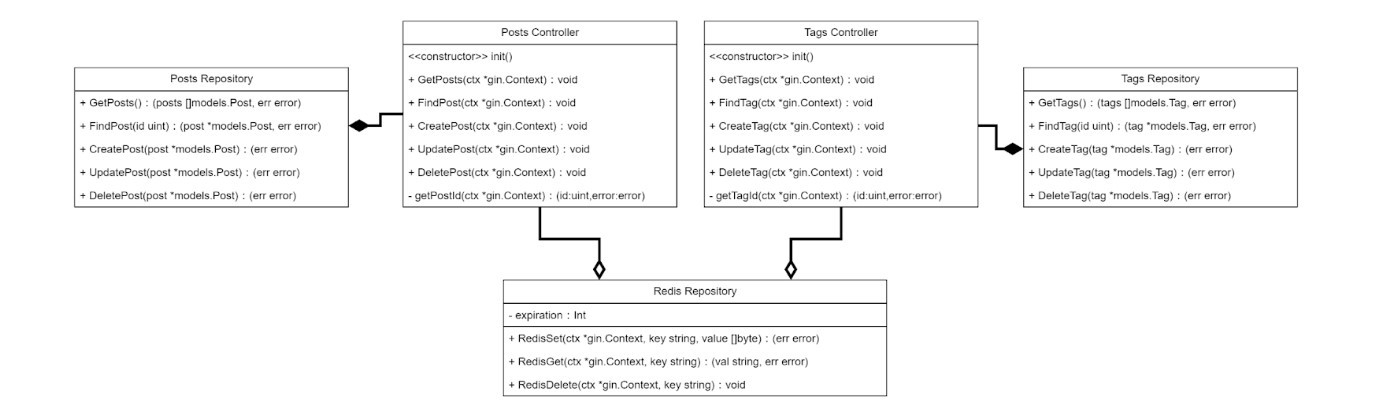 Posts Repository
+ GetPosts() : (posts []models.Post, err error)
+ FindPost(id uint) : (post *models.Post, err error)
+ CreatePost(post *models.Post) : (err error)
+ UpdatePost(post *models.Post) : (err error)
+ DeletePost(post *models.Post) : (err error)
Posts Controller
<<constructor>> init()
+ GetPosts(ctx *gin.Context) : void
+ FindPost(ctx *gin.Context) : void
+ CreatePost(ctx *gin.Context) : void
+ UpdatePost(ctx *gin.Context) : void
+ DeletePost(ctx *gin.Context) : void
- getPostId(ctx *gin.Context) : (id:uint,error:error)
Tags Controller
<<constructor>> init()
+ GetTags(ctx *gin.Context) : void
+ FindTag(ctx *gin.Context) : void
+ CreateTag(ctx *gin.Context) : void
+ UpdateTag(ctx *gin.Context) : void
+ DeleteTag(ctx *gin.Context) : void
- getTagId(ctx *gin.Context) : (id:uint,error:error)
Tags Repository
+ GetTags() : (tags []models.Tag, err error)
+ FindTag(id uint) : (tag *models.Tag, err error)
+ CreateTag(tag *models.Tag) : (err error)
+ UpdateTag(tag *models.Tag) : (err error)
+ DeleteTag(tag *models.Tag) : (err error)
Redis Repository
- expiration : Int
+ RedisSet(ctx *gin.Context, key string, value []byte) : (err error)
+ RedisGet(ctx *gin.Context, key string) : (val string, err error)
+ RedisDelete(ctx *gin.Context, key string) : void